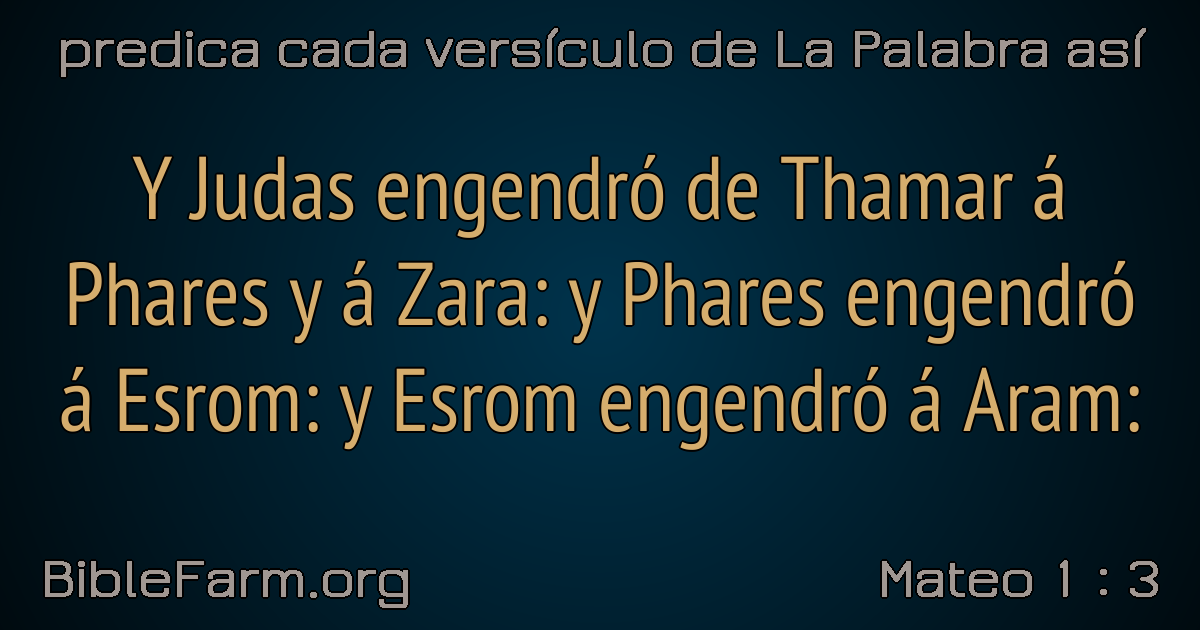 predica cada versículo de La Palabra así
Y Judas engendró de Thamar á
Phares y á Zara: y Phares engendró
á Esrom: y Esrom engendró á Aram:
BibleFarm.org
Mateo 1 : 3